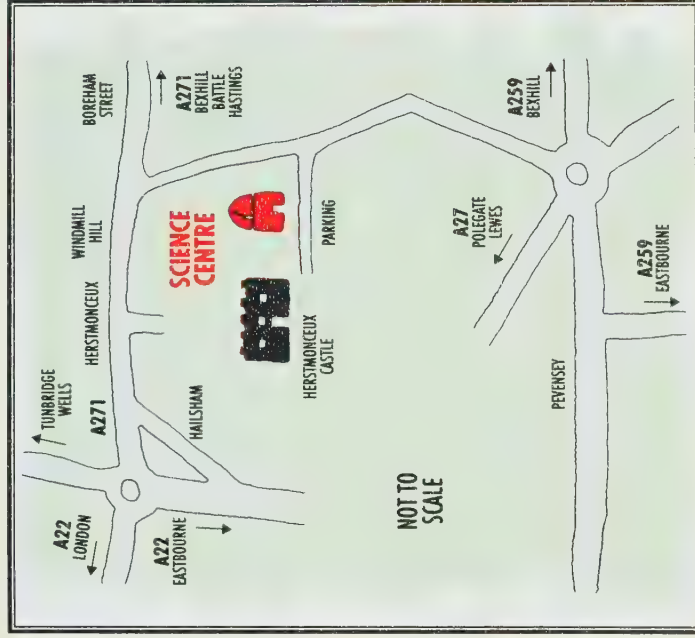 TUNBRIDGE
WELLS
A22
LONDON
A271
HERSTMONCEUX
WINDMILL
HILL
BOREHAM
STREET
A22
EASTBOURNE
HAILSHAM
SCIENCE
CENTRE
A271
BEXHILL
BATTLE
HASTINGS
HERSTMONCEUX
CASTLE
PARKING
NOT TO
SCALE
A27
POLEGATE
LEWES
A259
BEXHILL
PEVENSEY
A259
EASTBOURNE